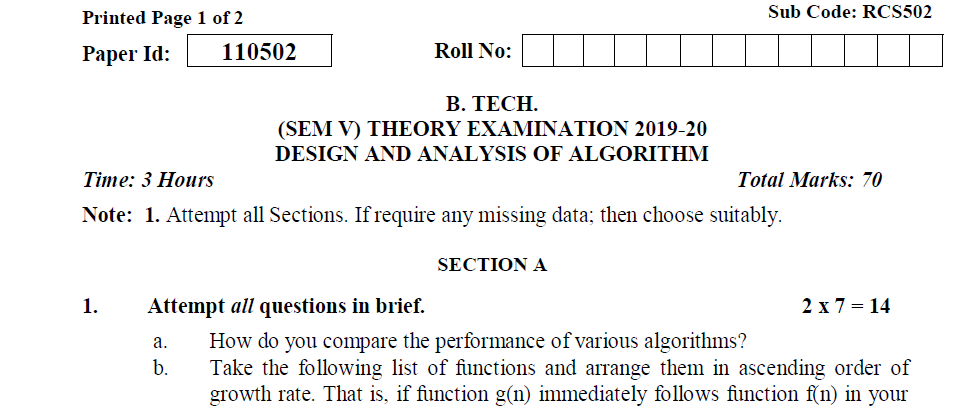 Printed Page 1 of 2 Sub Code: RCS502
Paper Id: 110502 Roll No:
B. TECH.
(SEM V) THEORY EXAMINATION 2019-20
DESIGN AND ANALYSIS OF ALGORITHM
Time: 3 Hours Total Marks: 70
Note: 1. Attempt all Sections. If require any missing data; then choose suitably.
SECTION A
1. Attempt all questions in brief. 2 x 7 = 14
a. How do you compare the performance of various algorithms?
b. Take the following list of functions and arrange them in ascending order of
growth rate. That is, if function g(n) immediately follows function f(n) in your